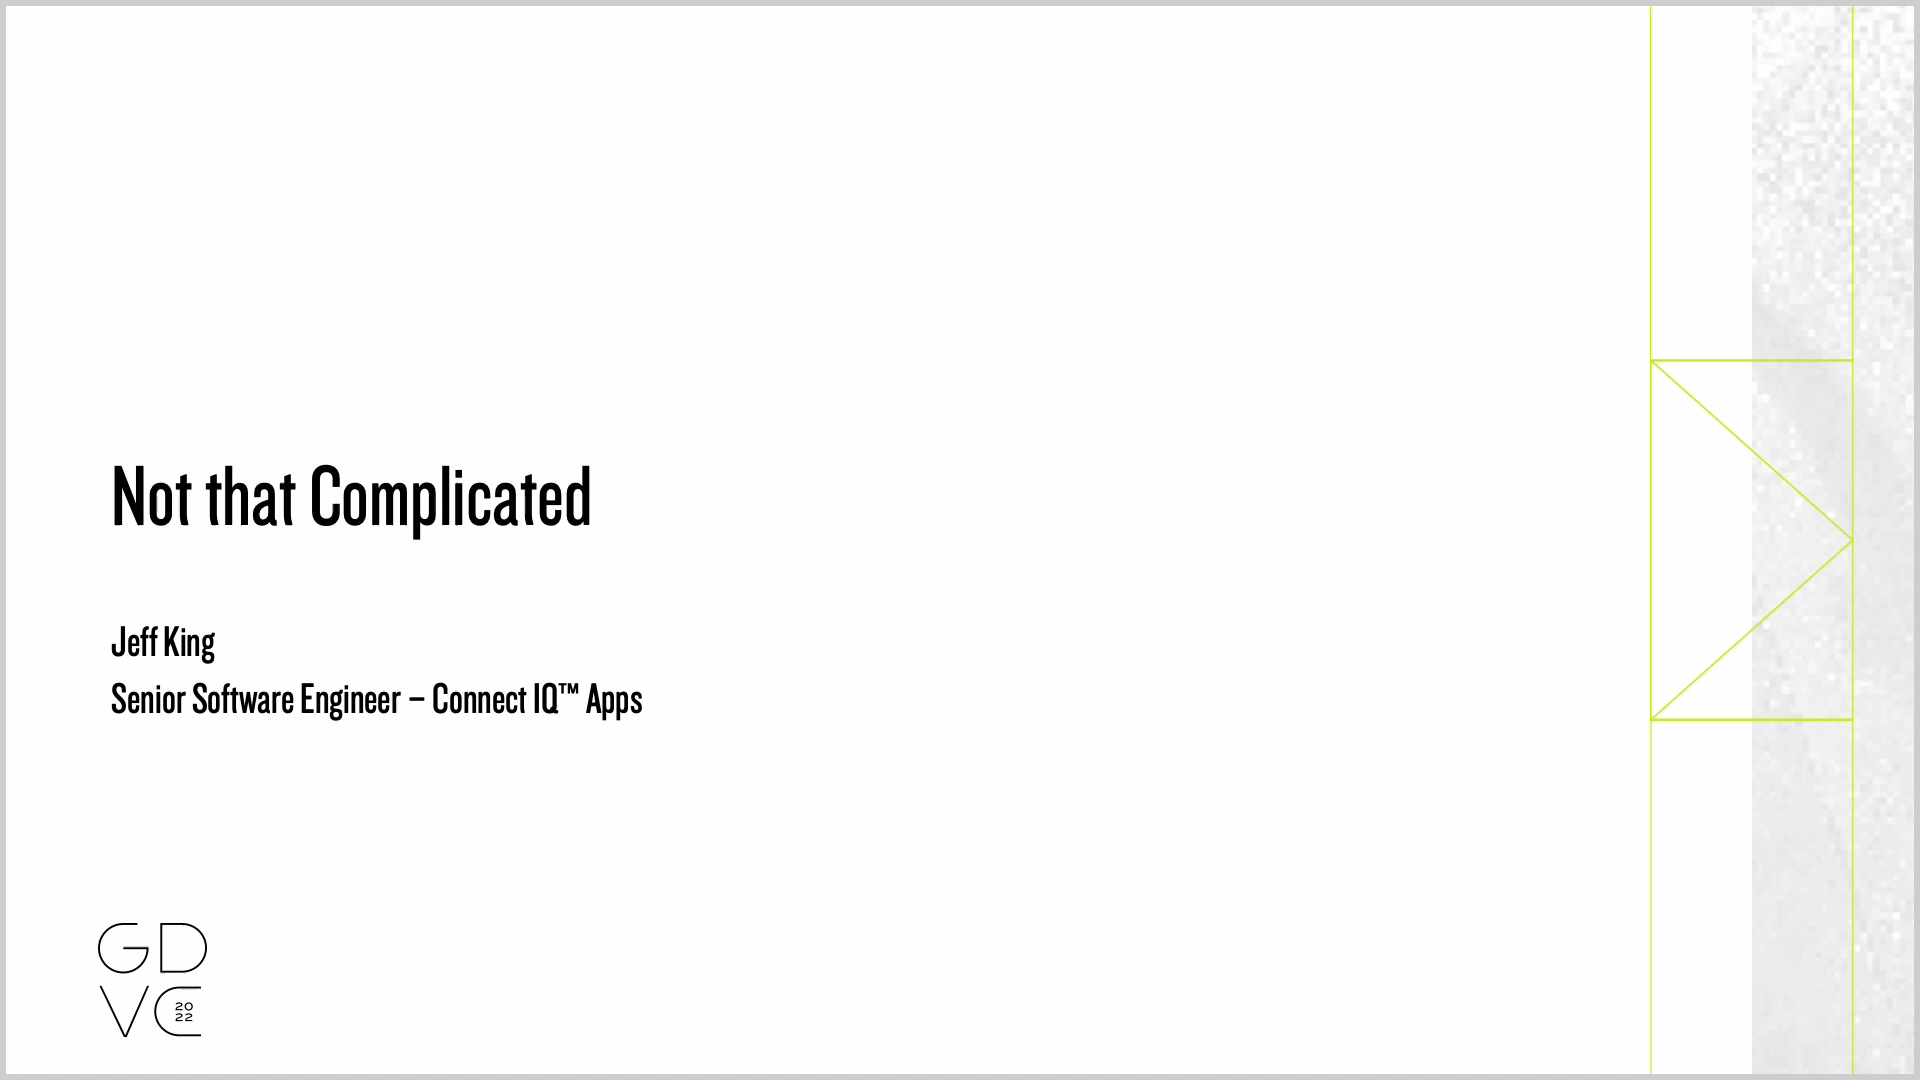 Not that Complicated
Jeff King
Senior Software Engineer – Connect IQ™ Apps
GD
VC
20
22